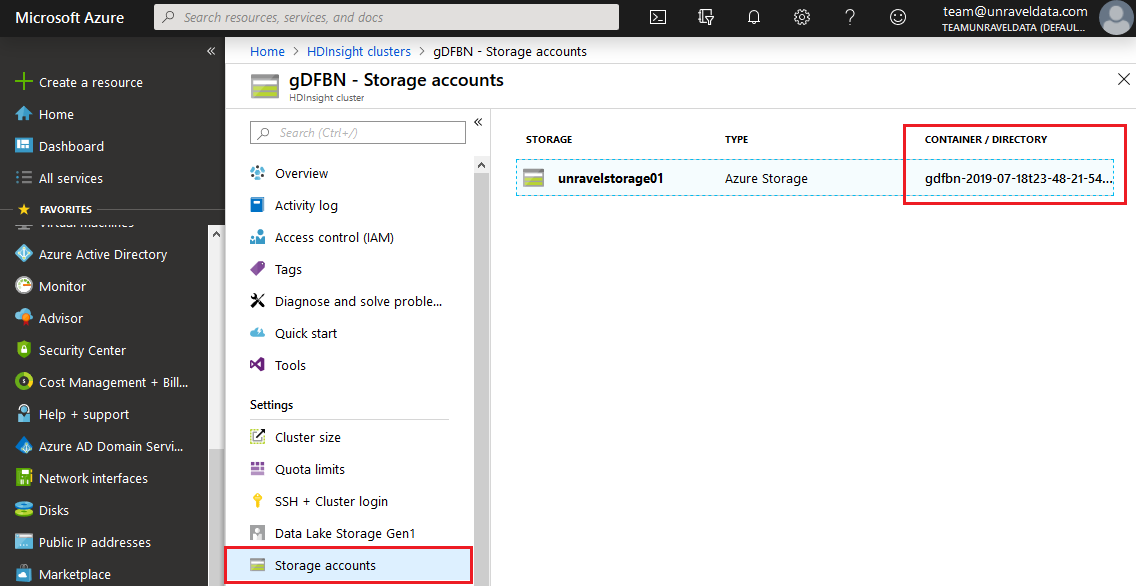 Microsoft Azure
Search resources, services, and docs
team@unraveldata.com
TEAMUNRAVELDATA (DEFAUL...
Create a resource
Home
Dashboard
All services
FAVORITES
Virtual machines
Azure Active Directory
Monitor
Advisor
Security Center
Cost Management + Bill...
Help + support
Azure AD Domain Servi...
Network interfaces
Disks
Public IP addresses
Marketplace
Home > HDInsight clusters > gDFBN - Storage accounts
gDFBN - Storage accounts
HDInsight cluster
Search (Ctrl+/)
Overview
Activity log
Access control (IAM)
Tags
Diagnose and solve proble...
Quick start
Tools
Settings
Cluster size
Quota limits
SSH + Cluster login
Data Lake Storage Gen1
Storage accounts
STORAGE TYPE CONTAINER / DIRECTORY
unravelstorage01 Azure Storage gdfbn-2019-07-18t23-48-21-54...